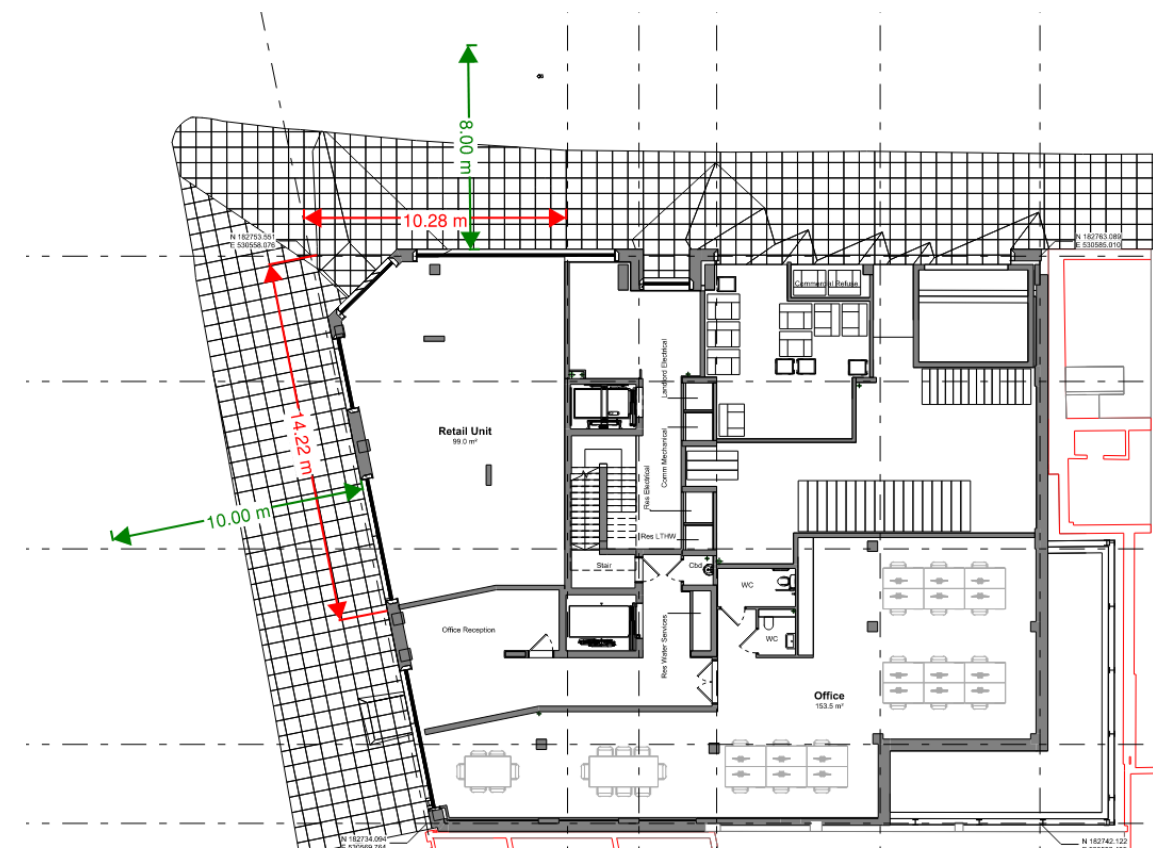 8.00 m
10.28 m
N 182753.551
E 530558.076
N 182763.089
E 530585.010
Commercial Refuse
Landlord Electrical
Retail Unit
99.0 m²
14.22 m
Comm Mechanical
Res Electrical
10.00 m
Res LTHW
Stair
Cbd
WC
Office Reception
WC
Res Water Services
Office
153.5 m²
N 182734.094
E 530569.764
N 182742.122